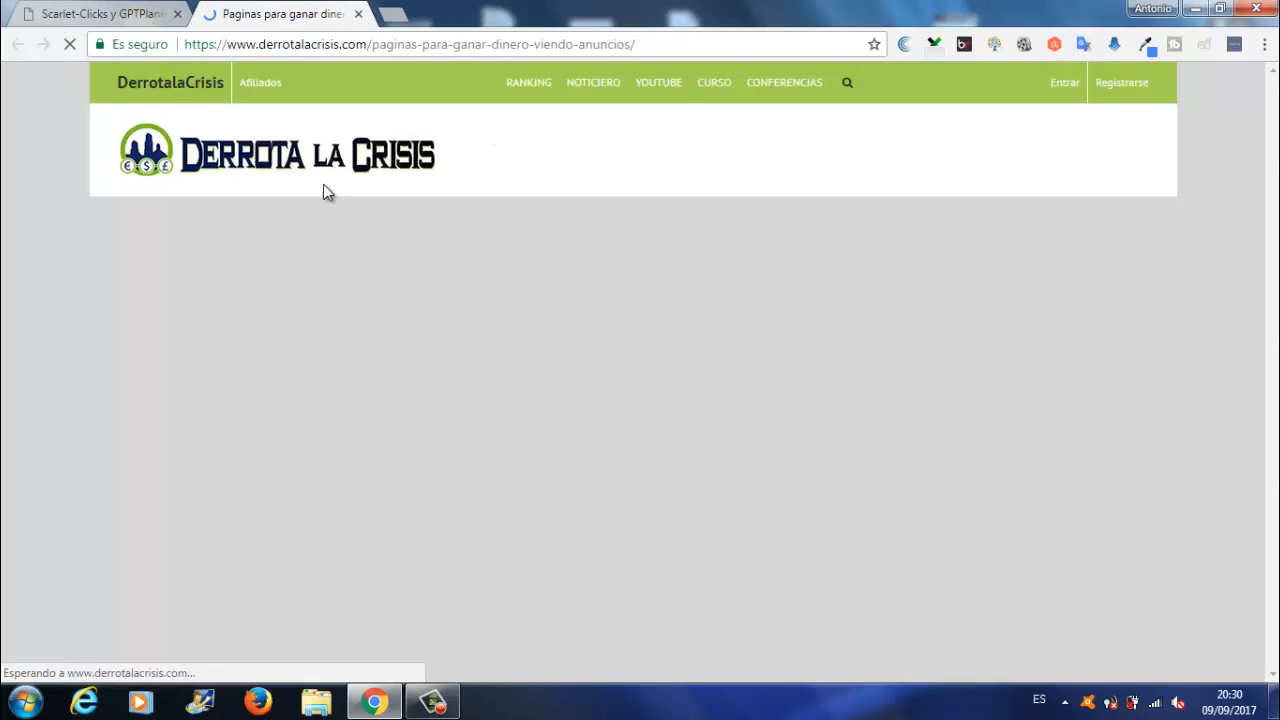 Scarlet-Clicks y GPTPlane
Paginas para ganar diner
Antonio
Es seguro
https://www.derrotalacrisis.com/paginas-para-ganar-dinero-viendo-anuncios/
DerrotalaCrisis
Afiliados
RANKING
NOTICIERO
YOUTUBE
CURSO
CONFERENCIAS
Entrar
Registrarse
DERROTA LA CRISIS
Esperando a www.derrotalacrisis.com...
ES
20:30
09/09/2017